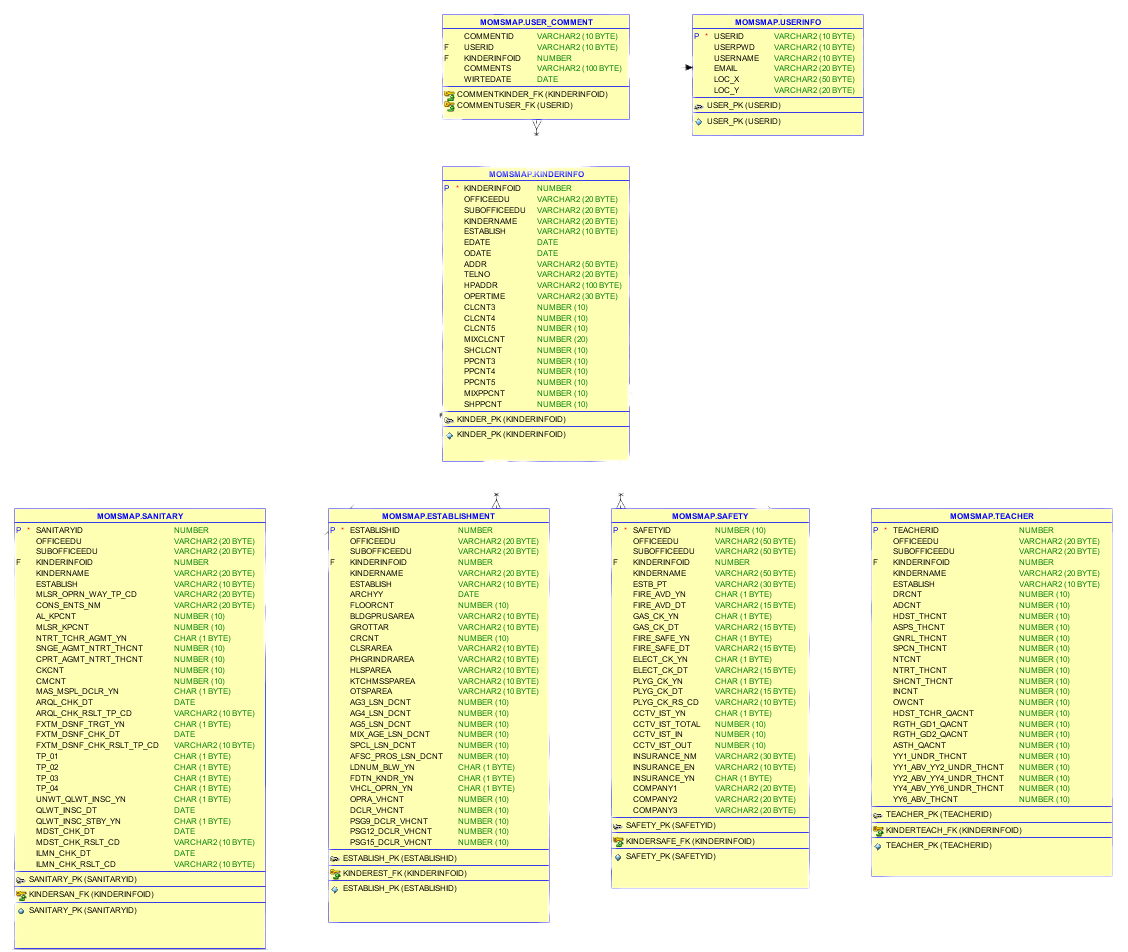 MOMSMAP.USER_COMMENT
COMMENTID VARCHAR2 (10 BYTE)
F USERID VARCHAR2 (10 BYTE)
F KINDERINFOID NUMBER
COMMENTS VARCHAR2 (100 BYTE)
WIRTEDATE DATE
COMMENTKINDER_FK (KINDERINFOID)
COMMENTUSER_FK (USERID)
MOMSMAP.USERINFO
P * USERID VARCHAR2 (10 BYTE)
USERPWD VARCHAR2 (10 BYTE)
USERNAME VARCHAR2 (10 BYTE)
EMAIL VARCHAR2 (20 BYTE)
LOC_X VARCHAR2 (50 BYTE)
LOC_Y VARCHAR2 (20 BYTE)
USER_PK (USERID)
USER_PK (USERID)
MOMSMAP.KINDERINFO
P * KINDERINFOID NUMBER
OFFICEEDU VARCHAR2 (20 BYTE)
SUBOFFICEEDU VARCHAR2 (20 BYTE)
KINDERNAME VARCHAR2 (20 BYTE)
ESTABLISH VARCHAR2 (10 BYTE)
EDATE DATE
ODATE DATE
ADDR VARCHAR2 (50 BYTE)
TELNO VARCHAR2 (20 BYTE)
HPADDR VARCHAR2 (100 BYTE)
OPERTIME VARCHAR2 (30 BYTE)
CLCNT3 NUMBER (10)
CLCNT4 NUMBER (10)
CLCNT5 NUMBER (10)
MIXCLCNT NUMBER (20)
SHCLCNT NUMBER (10)
PPCNT3 NUMBER (10)
PPCNT4 NUMBER (10)
PPCNT5 NUMBER (10)
MIXPPCNT NUMBER (10)
SHPPCNT NUMBER (10)
KINDER_PK (KINDERINFOID)
KINDER_PK (KINDERINFOID)
MOMSMAP.SANITARY
P * SANITARYID NUMBER
OFFICEEDU VARCHAR2 (20 BYTE)
SUBOFFICEEDU VARCHAR2 (20 BYTE)
F KINDERINFOID NUMBER
KINDERNAME VARCHAR2 (20 BYTE)
ESTABLISH VARCHAR2 (10 BYTE)
MLSR_OPRN_WAY_TP_CD VARCHAR2 (20 BYTE)
CONS_ENTS_NM VARCHAR2 (20 BYTE)
AL_KPCNT NUMBER (10)
MLSR_KPCNT NUMBER (10)
NTRT_TCHR_AGMT_YN CHAR (1 BYTE)
SNGE_AGMT_NTRT_THCNT NUMBER (10)
CPRT_AGMT_NTRT_THCNT NUMBER (10)
CKCNT NUMBER (10)
CMCNT NUMBER (10)
MAS_MSPL_DCLR_YN CHAR (1 BYTE)
ARQL_CHK_DT DATE
ARQL_CHK_RSLT_TP_CD VARCHAR2 (10 BYTE)
FXTM_DSNF_TRGT_YN CHAR (1 BYTE)
FXTM_DSNF_CHK_DT DATE
FXTM_DSNF_CHK_RSLT_TP_CD VARCHAR2 (10 BYTE)
TP_01 CHAR (1 BYTE)
TP_02 CHAR (1 BYTE)
TP_03 CHAR (1 BYTE)
TP_04 CHAR (1 BYTE)
UNWT_QLWT_INSC_YN CHAR (1 BYTE)
QLWT_INSC_DT DATE
QLWT_INSC_STBY_YN CHAR (1 BYTE)
MDST_CHK_DT DATE
MDST_CHK_RSLT_CD VARCHAR2 (10 BYTE)
ILMN_CHK_DT DATE
ILMN_CHK_RSLT_CD VARCHAR2 (10 BYTE)
SANITARY_PK (SANITARYID)
KINDERSAN_FK (KINDERINFOID)
SANITARY_PK (SANITARYID)
MOMSMAP.ESTABLISHMENT
P * ESTABLISHID NUMBER
OFFICEEDU VARCHAR2 (20 BYTE)
SUBOFFICEEDU VARCHAR2 (20 BYTE)
F KINDERINFOID NUMBER
KINDERNAME VARCHAR2 (20 BYTE)
ESTABLISH VARCHAR2 (10 BYTE)
ARCHYY DATE
FLOORCNT NUMBER (10)
BLDGPRUSAREA VARCHAR2 (10 BYTE)
GROTTAR VARCHAR2 (10 BYTE)
CRCNT NUMBER (10)
CLSRAREA VARCHAR2 (10 BYTE)
PHGRINDRAREA VARCHAR2 (10 BYTE)
HLSPAREA VARCHAR2 (10 BYTE)
KTCHMSSPAREA VARCHAR2 (10 BYTE)
OTSPAREA VARCHAR2 (10 BYTE)
AG3_LSN_DCNT NUMBER (10)
AG4_LSN_DCNT NUMBER (10)
AG5_LSN_DCNT NUMBER (10)
MIX_AGE_LSN_DCNT NUMBER (10)
SPCL_LSN_DCNT NUMBER (10)
AFSC_PROS_LSN_DCNT NUMBER (10)
LDNUM_BLW_YN CHAR (1 BYTE)
FDTN_KNDR_YN CHAR (1 BYTE)
VHCL_OPRN_YN CHAR (1 BYTE)
OPRA_VHCNT NUMBER (10)
DCLR_VHCNT NUMBER (10)
PSG9_DCLR_VHCNT NUMBER (10)
PSG12_DCLR_VHCNT NUMBER (10)
PSG15_DCLR_VHCNT NUMBER (10)
ESTABLISH_PK (ESTABLISHID)
KINDEREST_FK (KINDERINFOID)
ESTABLISH_PK (ESTABLISHID)
MOMSMAP.SAFETY
P * SAFETYID NUMBER (10)
OFFICEEDU VARCHAR2 (50 BYTE)
SUBOFFICEEDU VARCHAR2 (50 BYTE)
F KINDERINFOID NUMBER
KINDERNAME VARCHAR2 (50 BYTE)
ESTB_PT VARCHAR2 (30 BYTE)
FIRE_AVD_YN CHAR (1 BYTE)
FIRE_AVD_DT VARCHAR2 (15 BYTE)
GAS_CK_YN CHAR (1 BYTE)
GAS_CK_DT VARCHAR2 (15 BYTE)
FIRE_SAFE_YN CHAR (1 BYTE)
FIRE_SAFE_DT VARCHAR2 (15 BYTE)
ELECT_CK_YN CHAR (1 BYTE)
ELECT_CK_DT VARCHAR2 (15 BYTE)
PLYG_CK_YN CHAR (1 BYTE)
PLYG_CK_DT VARCHAR2 (15 BYTE)
PLYG_CK_RS_CD VARCHAR2 (10 BYTE)
CCTV_IST_YN CHAR (1 BYTE)
CCTV_IST_TOTAL NUMBER (10)
CCTV_IST_IN NUMBER (10)
CCTV_IST_OUT NUMBER (10)
INSURANCE_NM VARCHAR2 (30 BYTE)
INSURANCE_EN VARCHAR2 (10 BYTE)
INSURANCE_YN CHAR (1 BYTE)
COMPANY1 VARCHAR2 (20 BYTE)
COMPANY2 VARCHAR2 (20 BYTE)
COMPANY3 VARCHAR2 (20 BYTE)
SAFETY_PK (SAFETYID)
KINDERSAFE_FK (KINDERINFOID)
SAFETY_PK (SAFETYID)
MOMSMAP.TEACHER
P * TEACHERID NUMBER
OFFICEEDU VARCHAR2 (20 BYTE)
SUBOFFICEEDU VARCHAR2 (20 BYTE)
F KINDERINFOID NUMBER
KINDERNAME VARCHAR2 (20 BYTE)
ESTABLISH VARCHAR2 (10 BYTE)
DRCNT NUMBER (10)
ADCNT NUMBER (10)
HDST_THCNT NUMBER (10)
ASPS_THCNT NUMBER (10)
GNRL_THCNT NUMBER (10)
SPCN_THCNT NUMBER (10)
NTCNT NUMBER (10)
NTRT_THCNT NUMBER (10)
SHCNT_THCNT NUMBER (10)
INCNT NUMBER (10)
OWCNT NUMBER (10)
HDST_TCHR_QACNT NUMBER (10)
RGTH_GD1_QACNT NUMBER (10)
RGTH_GD2_QACNT NUMBER (10)
ASTH_QACNT NUMBER (10)
YY1_UNDR_THCNT NUMBER (10)
YY1_ABV_YY2_UNDR_THCNT NUMBER (10)
YY2_ABV_YY4_UNDR_THCNT NUMBER (10)
YY4_ABV_YY6_UNDR_THCNT NUMBER (10)
YY6_ABV_THCNT NUMBER (10)
TEACHER_PK (TEACHERID)
KINDERTEACH_FK (KINDERINFOID)
TEACHER_PK (TEACHERID)